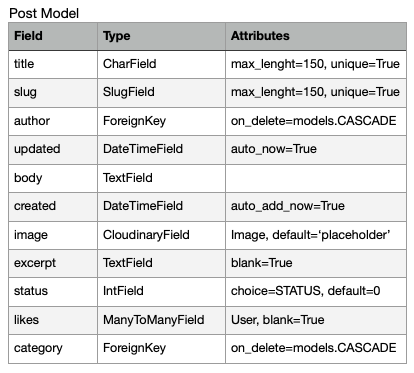 Post Model
Field Type Attributes
title CharField max_lenght=150, unique=True
slug SlugField max_lenght=150, unique=True
author ForeignKey on_delete=models.CASCADE
updated DateTimeField auto_now=True
body TextField
created DateTimeField auto_add_now=True
image CloudinaryField Image, default=‘placeholder’
excerpt TextField blank=True
status IntField choice=STATUS, default=0
likes ManyToManyField User, blank=True
category ForeignKey on_delete=models.CASCADE